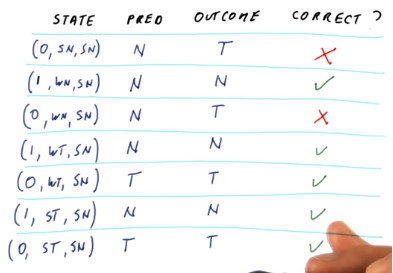 STATE PRED OUTCOME CORRECT ?
(0, SN, SN) N T ✗
(1, WN, SN) N N ✓
(0, WN, SN) N T ✗
(1, WT, SN) N N ✓
(0, WT, SN) T T ✓
(1, ST, SN) N N ✓
(0, ST, SN) T T ✓